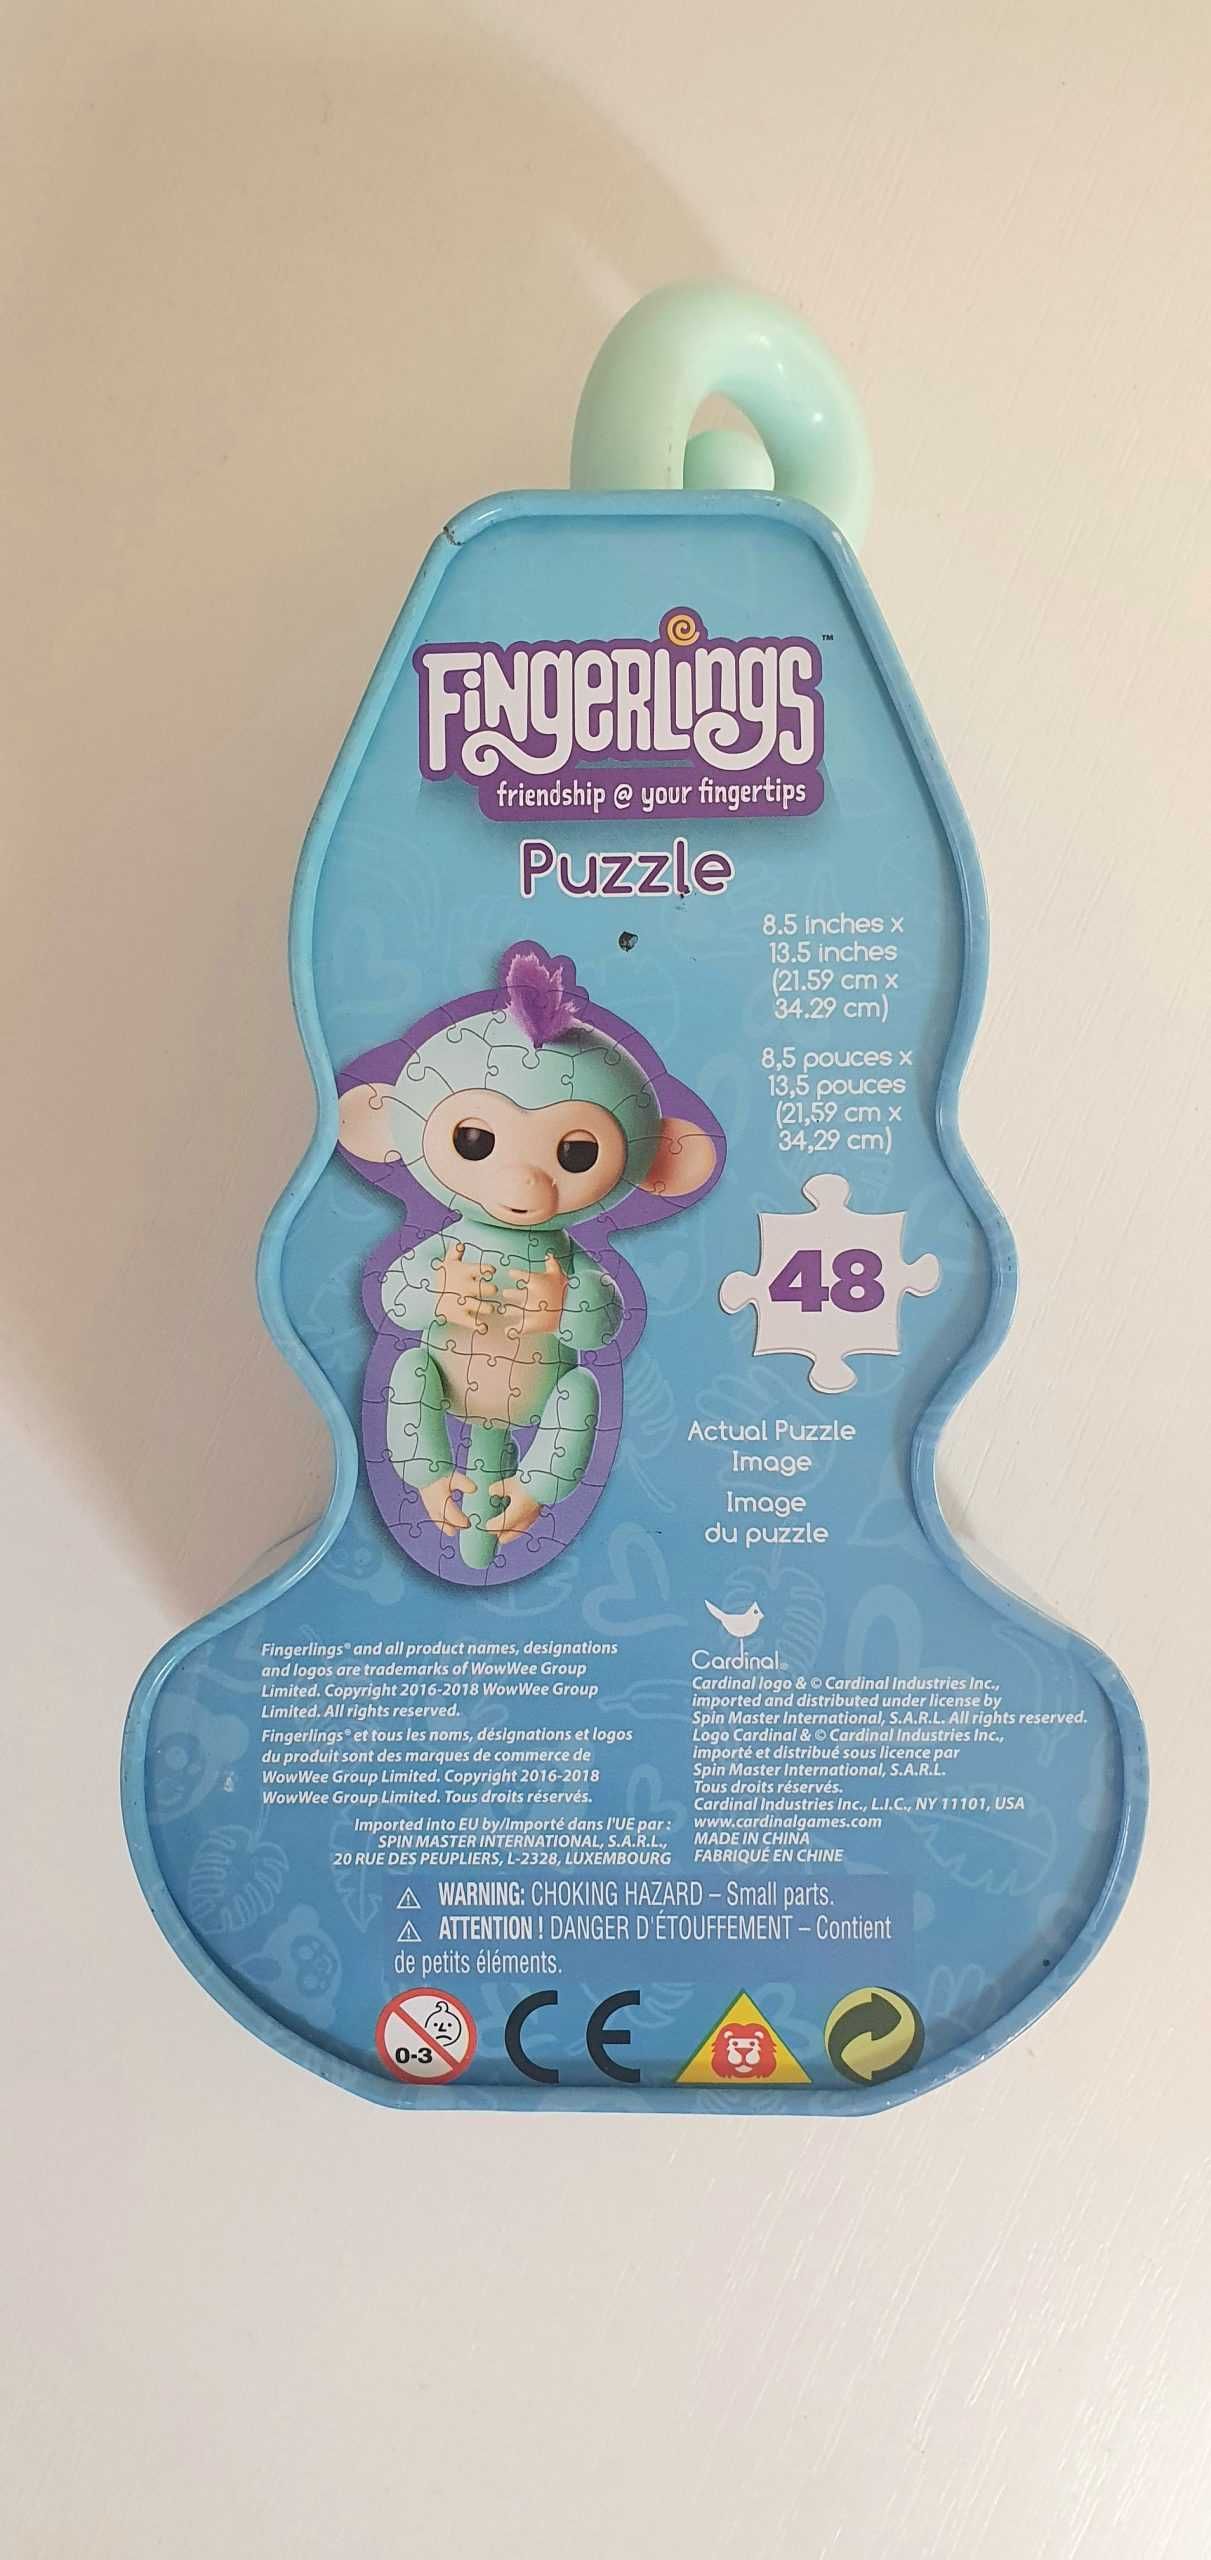 FiNgeRLiNgs™
friendship @ your fingertips
Puzzle
8.5 inches x
13.5 inches
(21.59 cm x
34.29 cm)
8,5 pouces x
13,5 pouces
(21,59 cm x
34,29 cm)
48
Actual Puzzle
Image
Image
du puzzle
Fingerlings® and all product names, designations
and logos are trademarks of WowWee Group
Limited. Copyright 2016-2018 WowWee Group
Limited. All rights reserved.
Fingerlings® et tous les noms, désignations et logos
du produit sont des marques de commerce de
WowWee Group Limited. Copyright 2016-2018
WowWee Group Limited. Tous droits réservés.
Imported into EU by/Importé dans l'UE par :
SPIN MASTER INTERNATIONAL, S.A.R.L.,
20 RUE DES PEUPLIERS, L-2328, LUXEMBOURG
Cardinal®
Cardinal logo & © Cardinal Industries Inc.,
imported and distributed under license by
Spin Master International, S.A.R.L. All rights reserved.
Logo Cardinal & © Cardinal Industries Inc.,
importé et distribué sous licence par
Spin Master International, S.A.R.L.
Tous droits réservés.
Cardinal Industries Inc., L.I.C., NY 11101, USA
www.cardinalgames.com
MADE IN CHINA
FABRIQUÉ EN CHINE
WARNING: CHOKING HAZARD – Small parts.
ATTENTION ! DANGER D'ÉTOUFFEMENT – Contient
de petits éléments.
0-3
CE